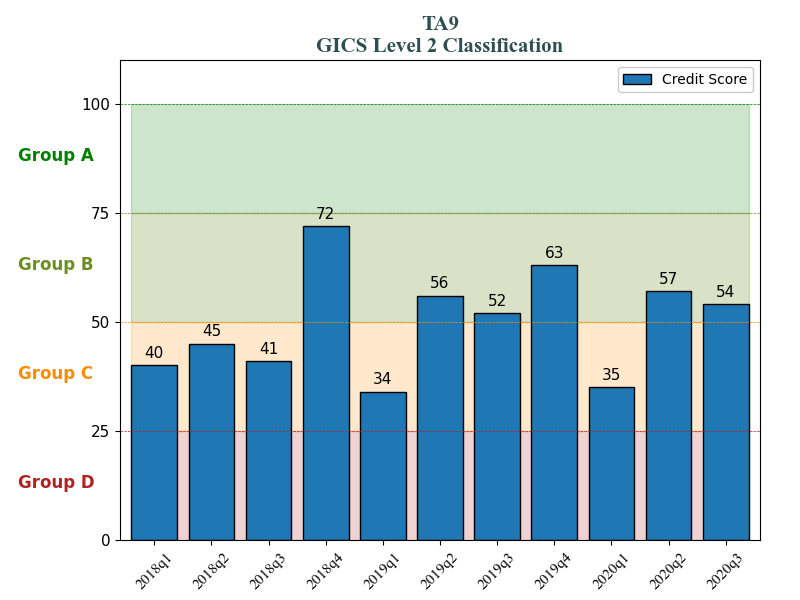 TA9
GICS Level 2 Classification
Credit Score
100
Group A
75
72
Group B
63
57
56
54
52
50
45
41
40
Group C
35
34
25
Group D
0
2018q1 2018q2 2018q3 2018q4 2019q1 2019q2 2019q3 2019q4 2020q1 2020q2 2020q3